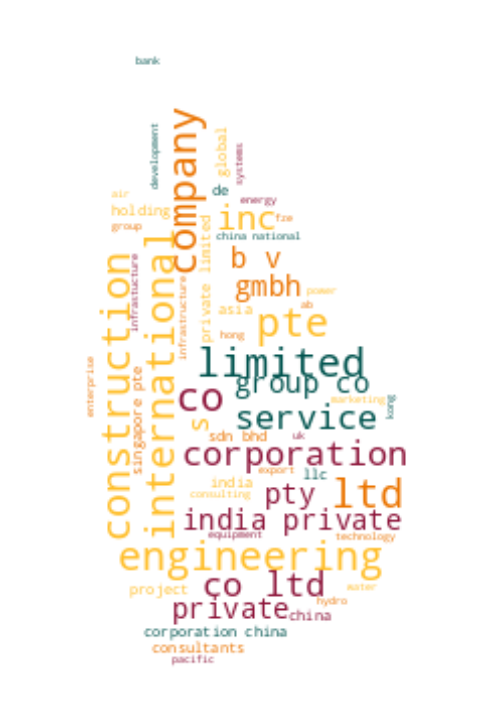 bank
development
company
global
systems
air
de
energy
holding
inc
fze
group
china national
private limited
international
construction
infrastucture
infrastructure
b v
gmbh
power
ab
asia
pte
hong
limited
group co
enterprise
singapore pte
co
marketing
kong
service
s
sdn bhd
uk
corporation
export
llc
india
consulting
pty
ltd
india private
equipment
technology
engineering
co ltd
project
water
hydro
private
china
corporation china
consultants
pacific